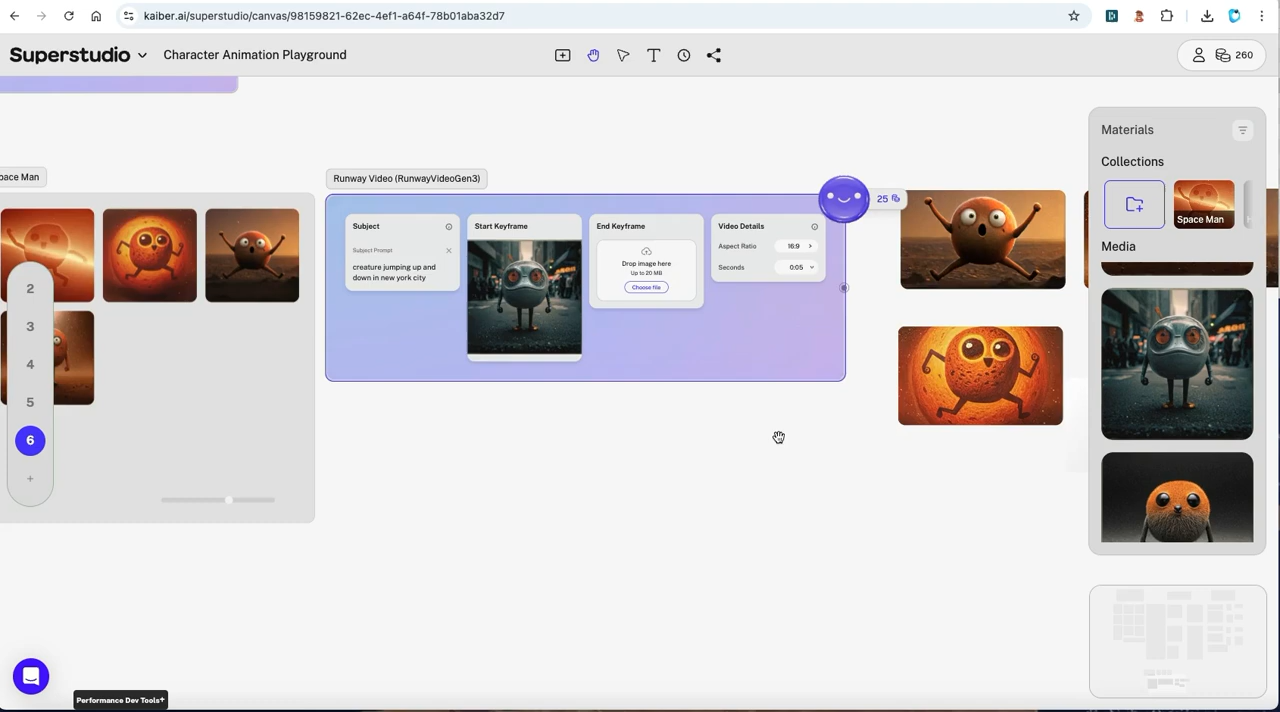 kaiber.ai/superstudio/canvas/98159821-62ec-4ef1-a64f-78b01aba32d7
Superstudio
Character Animation Playground
260
pace Man
2
3
4
5
6
+
Runway Video (RunwayVideoGen3)
25
Subject
Subject Prompt
creature jumping up and
down in new york city
Start Keyframe
End Keyframe
Drop image here
Up to 20 MB
Choose file
Video Details
Aspect Ratio
16:9
Seconds
0:05
Materials
Collections
Space Man
Media
Performance Dev Tools+